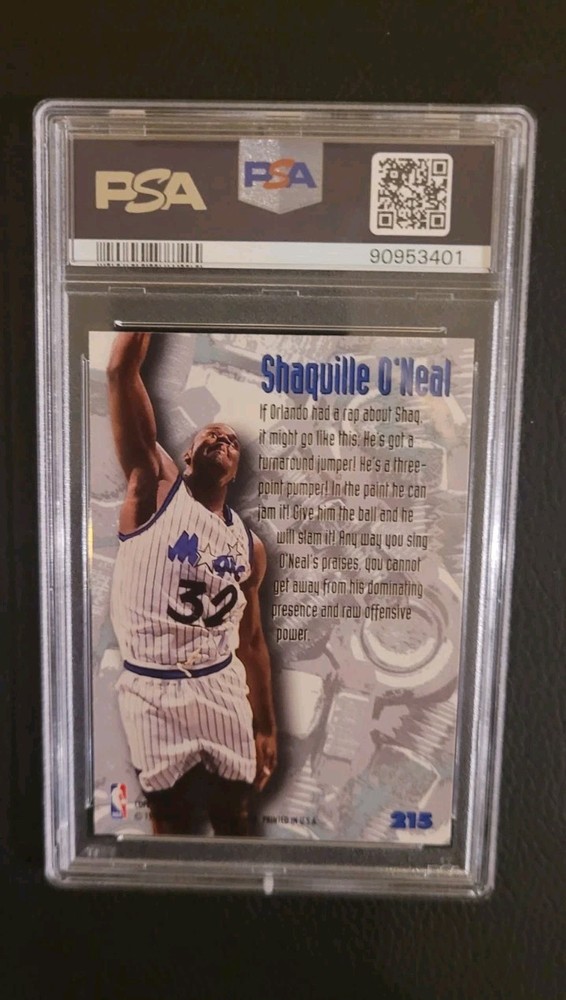 PSA
PSA
90953401
Shaquille O'Neal
If Orlando had a rap about Shaq,
it might go like this: He's got a
turnaround jumper! He's a three-
point pumper! In the paint he can
jam it! Give him the ball and he
will slam it! Any way you sing
O'Neal's praises, you cannot
get away from his dominating
presence and raw offensive
power.
Magic
32
PRINTED IN U.S.A.
215